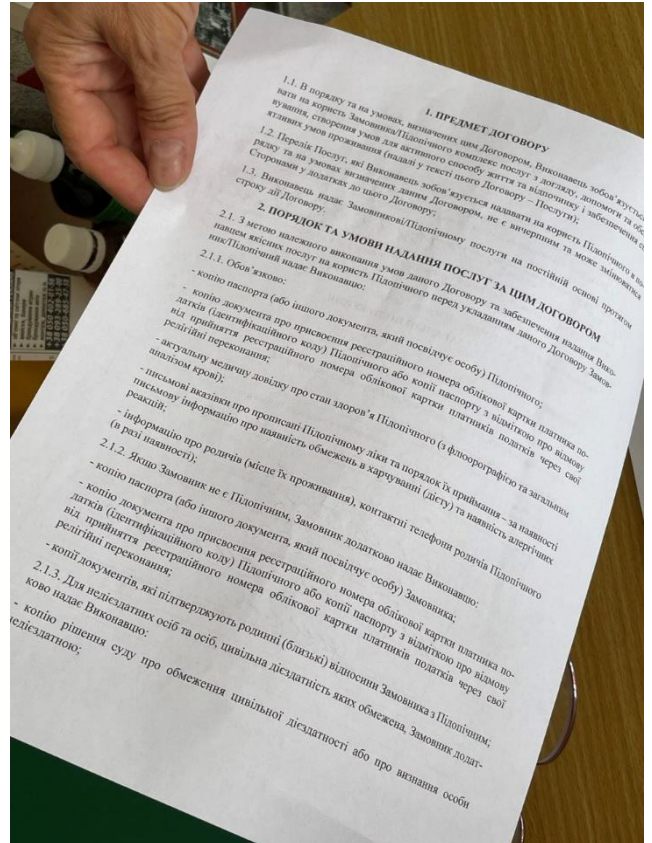 1. ПРЕДМЕТ ДОГОВОРУ
1.1. В порядку та на умовах, визначених цим Договором, Виконавець зобов'язується
вати на користь Замовника/Підопічного комплекс послуг з догляду, допомоги та
вування, створення умов для активного способу життя та відпочинку і забезпечення
ятливих умов проживання (надалі у тексті цього Договору – Послуги);
1.2. Перелік Послуг, які Виконавець зобов'язується надавати на користь Підопічного в по-
рядку та на умовах визначених даним Договором, не є вичерпним та може змінюватися
Сторонами у додатках до цього Договору;
1.3. Виконавець надає Замовникові/Підопічному послуги на постійній основі протягом
строку дії Договору.
2. ПОРЯДОК ТА УМОВИ НАДАННЯ ПОСЛУГ ЗА ЦИМ ДОГОВОРОМ
2.1. З метою належного виконання умов даного Договору та забезпечення надання Вико-
навцем якісних послуг на користь Підопічного перед укладанням даного Договору Замов-
ник/Підопічний надає Виконавцю:
2.1.1. Обов'язково:
- копію паспорта (або іншого документа, який посвідчує особу) Підопічного;
- копію документа про присвоєння реєстраційного номера облікової картки платника по-
датків (ідентифікаційного коду) Підопічного або копії паспорту з відміткою про відмову
від прийняття реєстраційного номера облікової картки платників податків через свої
релігійні переконання;
- актуальну медичну довідку про стан здоров'я Підопічного (з флюорографією та загальним
аналізом крові);
- письмові вказівки про прописані Підопічному ліки та порядок їх приймання – за наявності
письмову інформацію про наявність обмежень в харчуванні (дієту) та наявність алергічних
реакцій;
- інформацію про родичів (місце їх проживання), контактні телефони родичів Підопічного
(в разі наявності);
2.1.2. Якщо Замовник не є Підопічним, Замовник додатково надає Виконавцю:
- копію паспорта (або іншого документа, який посвідчує особу) Замовника;
- копію документа про присвоєння реєстраційного номера облікової картки платника по-
датків (ідентифікаційного коду) Підопічного або копії паспорту з відміткою про відмову
від прийняття реєстраційного номера облікової картки платників податків через свої
релігійні переконання;
- копії документів, які підтверджують родинні (близькі) відносини Замовника з Підопічним;
2.1.3. Для недієздатних осіб та осіб, цивільна дієздатність яких обмежена, Замовник додат-
ково надає Виконавцю:
- копію рішення суду про обмеження цивільної дієздатності або про визнання особи
недієздатною;